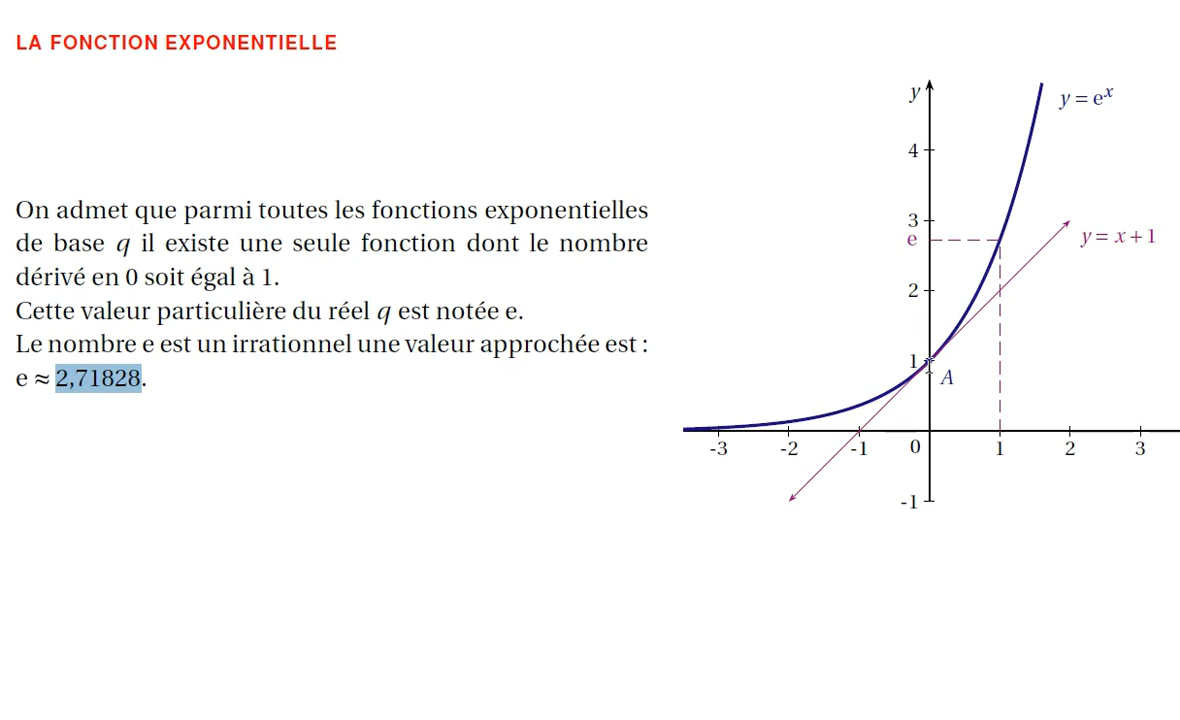 LA FONCTION EXPONENTIELLE
On admet que parmi toutes les fonctions exponentielles
de base q il existe une seule fonction dont le nombre
dérivé en 0 soit égal à 1.
Cette valeur particulière du réel q est notée e.
Le nombre e est un irrationnel une valeur approchée est :
e ≈ 2,71828.
y
y = eˣ
4
3
e
y = x + 1
2
1
A
-3 -2 -1 0 1 2 3
-1